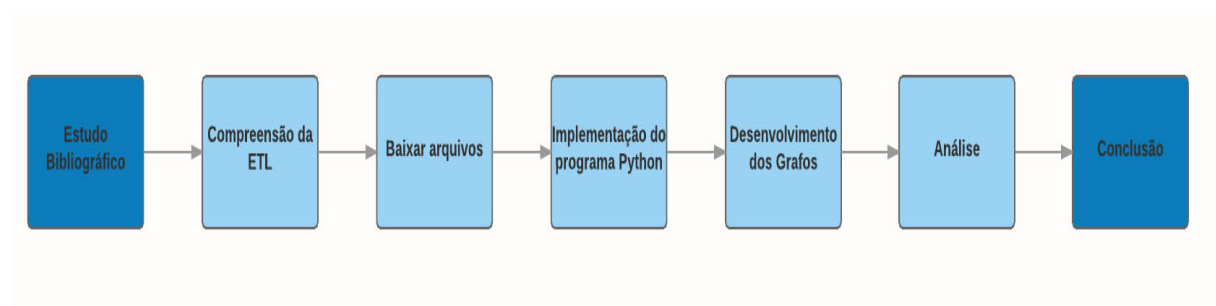 Estudo
Bibliográfico
Compreensão da
ETL
Baixar arquivos
Implementação do
programa Python
Desenvolvimento
dos Grafos
Análise
Conclusão